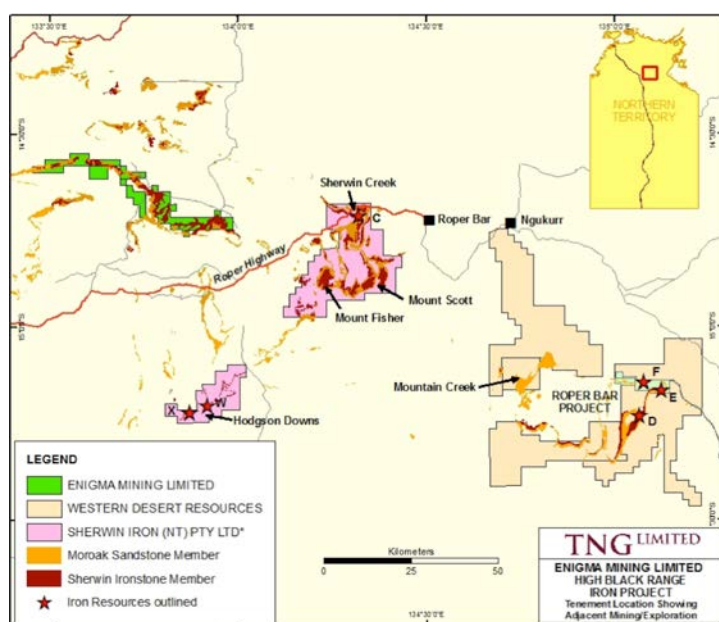 133°30'0"E
134°0'0"E
134°30'0"E
135°0'0"E
NORTHERN
TERRITORY
Sherwin Creek
C
Roper Bar
Ngukurr
Roper Highway
Mount Scott
Mount Fisher
Mountain Creek
ROPER BAR
PROJECT
F
E
D
X
W
Hodgson Downs
LEGEND
ENIGMA MINING LIMITED
WESTERN DESERT RESOURCES
SHERWIN IRON (NT) PTY LTD*
Moroak Sandstone Member
Sherwin Ironstone Member
Iron Resources outlined
Kilometers
0 25 50
134°30'0"E
TNG LIMITED
ENIGMA MINING LIMITED
HIGH BLACK RANGE
IRON PROJECT
Tenement Location Showing
Adjacent Mining/Exploration